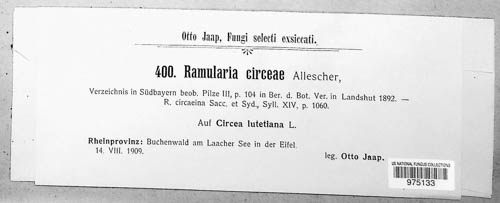 Otto Jaap, Fungi selecti exsiccati.
400. Ramularia circeae Allescher,
Verzeichnis in Südbayern beob. Pilze III, p. 104 in Ber. d. Bot. Ver. in Landshut 1892. —
R. circaeina Sacc. et Syd., Syll. XIV, p. 1060.
Auf Circea lutetiana L.
Rheinprovinz: Buchenwald am Laacher See in der Eifel.
14. VIII. 1909.
leg. Otto Jaap.
US NATIONAL FUNGUS COLLECTIONS
975133